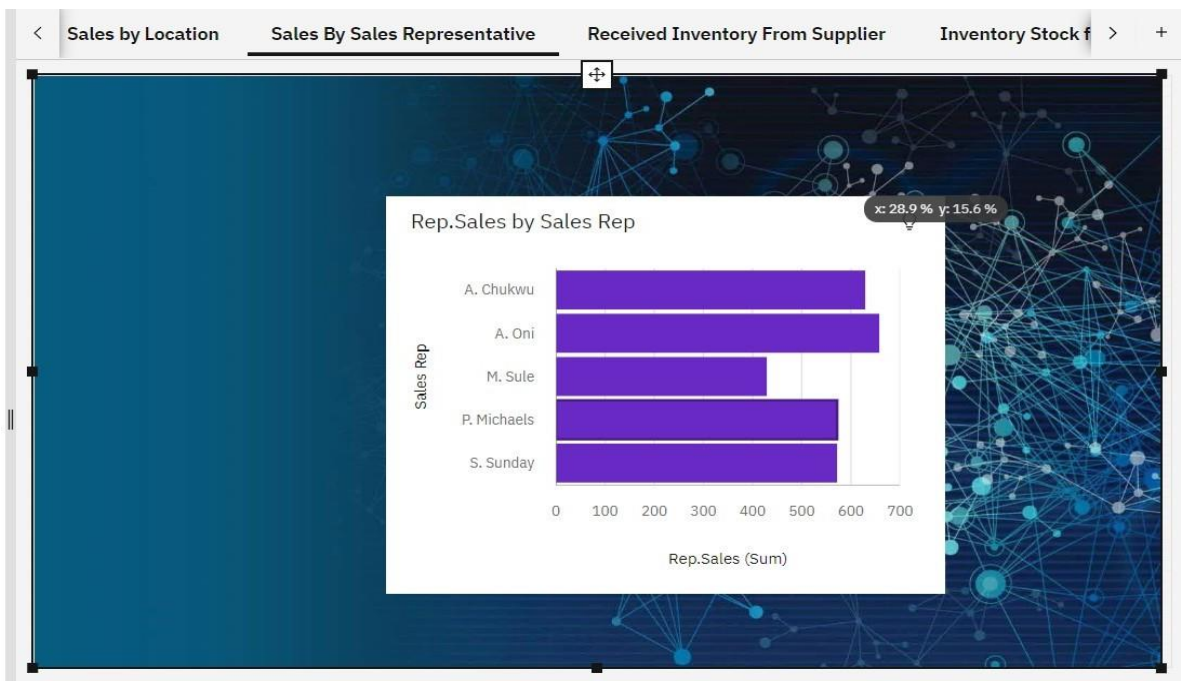 Sales by Location Sales By Sales Representative Received Inventory From Supplier Inventory Stock f
x: 28.9 % y: 15.6 %
Rep.Sales by Sales Rep
Sales Rep
A. Chukwu
A. Oni
M. Sule
P. Michaels
S. Sunday
0 100 200 300 400 500 600 700
Rep.Sales (Sum)